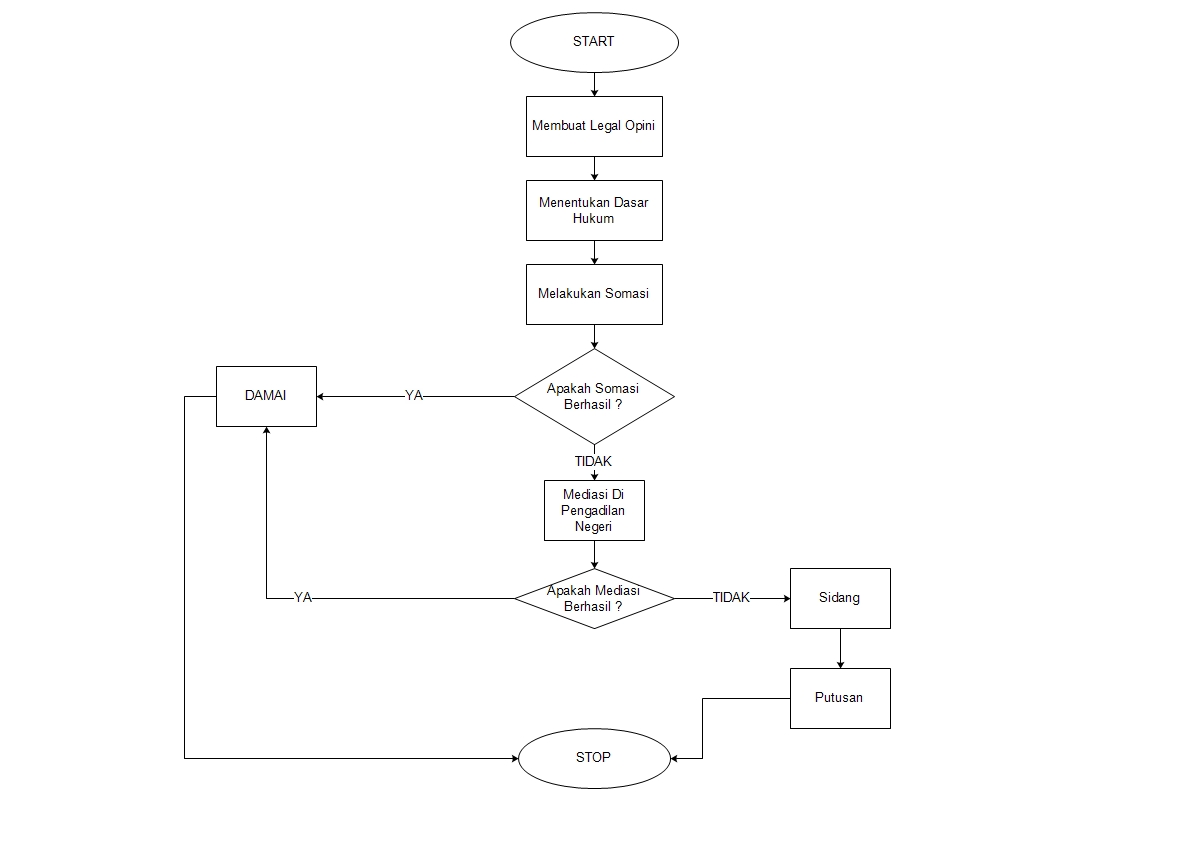 START
Membuat Legal Opini
Menentukan Dasar
Hukum
Melakukan Somasi
Apakah Somasi
Berhasil ?
YA
DAMAI
TIDAK
Mediasi Di
Pengadilan
Negeri
Apakah Mediasi
Berhasil ?
YA
TIDAK
Sidang
Putusan
STOP